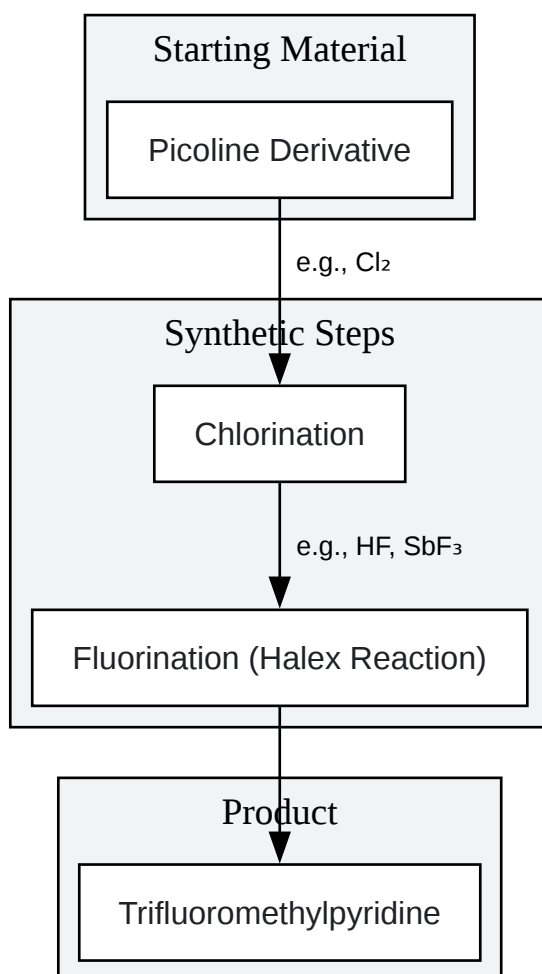 Starting Material
Picoline Derivative
e.g., Cl₂
Synthetic Steps
Chlorination
e.g., HF, SbF₃
Fluorination (Halex Reaction)
Product
Trifluoromethylpyridine